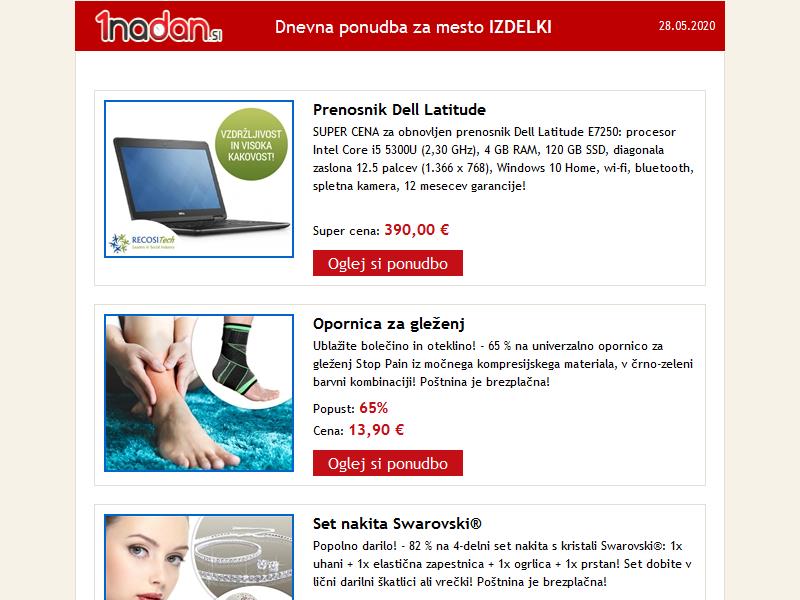 1nadan.si
Dnevna ponudba za mesto IZDELKI
28.05.2020
VZDRŽLJIVOST
IN VISOKA
KAKOVOST!
RECOSITech
Prenosnik Dell Latitude
SUPER CENA za obnovljen prenosnik Dell Latitude E7250: procesor
Intel Core i5 5300U (2,30 GHz), 4 GB RAM, 120 GB SSD, diagonala
zaslona 12.5 palcev (1.366 x 768), Windows 10 Home, wi-fi, bluetooth,
spletna kamera, 12 mesecev garancije!
Super cena: 390,00 €
Oglej si ponudbo
Opornica za gleženj
Ublažite bolečino in oteklino! - 65 % na univerzalno opornico za
gleženj Stop Pain iz močnega kompresijskega materiala, v črno-zeleni
barvni kombinaciji! Poštnina je brezplačna!
Popust: 65%
Cena: 13,90 €
Oglej si ponudbo
Set nakita Swarovski®
Popolno darilo! - 82 % na 4-delni set nakita s kristali Swarovski®: 1x
uhani + 1x elastična zapestnica + 1x ogrlica + 1x prstan! Set dobite v
lični darilni škatlici ali vrečki! Poštnina je brezplačna!